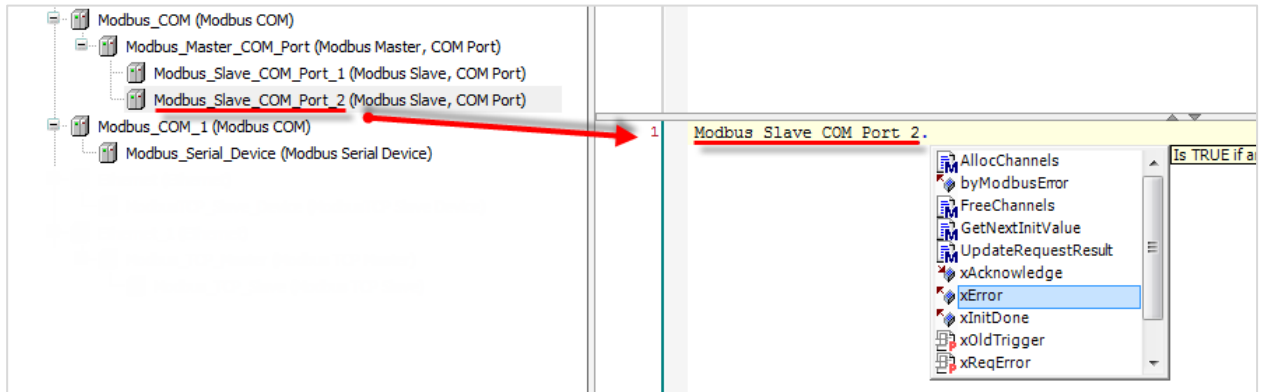 Modbus_COM (Modbus COM)
Modbus_Master_COM_Port (Modbus Master, COM Port)
Modbus_Slave_COM_Port_1 (Modbus Slave, COM Port)
Modbus_Slave_COM_Port_2 (Modbus Slave, COM Port)
Modbus_COM_1 (Modbus COM)
Modbus_Serial_Device (Modbus Serial Device)
1 Modbus_Slave_COM_Port_2.
AllocChannels
byModbusError
FreeChannels
GetNextInitValue
UpdateRequestResult
xAcknowledge
xError
xInitDone
xOldTrigger
xReqError
Is TRUE if